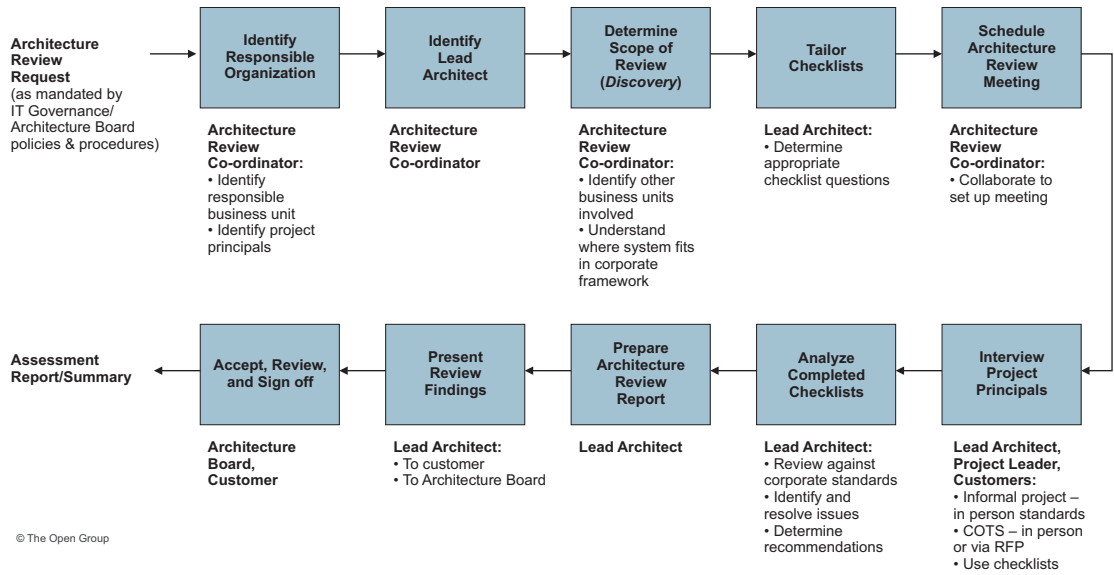 Architecture
Review
Request
(as mandated by
IT Governance/
Architecture Board
policies & procedures)
Identify
Responsible
Organization
Architecture
Review
Co-ordinator:
• Identify
responsible
business unit
• Identify project
principals
Identify
Lead
Architect
Architecture
Review
Co-ordinator
Determine
Scope of
Review
(Discovery)
Architecture
Review
Co-ordinator:
• Identify other
business units
involved
• Understand
where system fits
in corporate
framework
Tailor
Checklists
Lead Architect:
• Determine
appropriate
checklist questions
Schedule
Architecture
Review
Meeting
Architecture
Review
Co-ordinator:
• Collaborate to
set up meeting
Interview
Project
Principals
Lead Architect,
Project Leader,
Customers:
• Informal project –
in person standards
• COTS – in person
or via RFP
• Use checklists
Analyze
Completed
Checklists
Lead Architect:
• Review against
corporate standards
• Identify and
resolve issues
• Determine
recommendations
Prepare
Architecture
Review
Report
Lead Architect
Present
Review
Findings
Lead Architect:
• To customer
• To Architecture Board
Accept, Review,
and Sign off
Architecture
Board,
Customer
Assessment
Report/Summary
© The Open Group